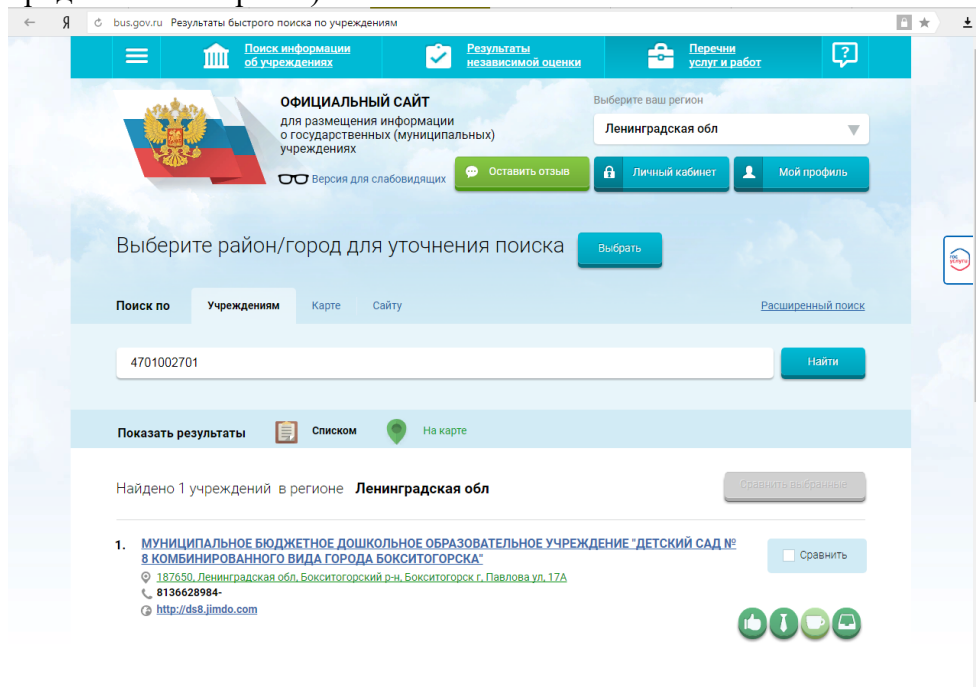 bus.gov.ru Результаты быстрого поиска по учреждениям
Поиск информации
об учреждениях
Результаты
независимой оценки
Перечни
услуг и работ
?
ОФИЦИАЛЬНЫЙ САЙТ
для размещения информации
о государственных (муниципальных)
учреждениях
Версия для слабовидящих
Выберите ваш регион
Ленинградская обл
Оставить отзыв
Личный кабинет
Мой профиль
Выберите район/город для уточнения поиска
Выбрать
гос
услуги
Поиск по
Учреждениям
Карте
Сайту
Расширенный поиск
4701002701
Найти
Показать результаты
Списком
На карте
Найдено 1 учреждений в регионе Ленинградская обл
Сравнить выбранные
1. МУНИЦИПАЛЬНОЕ БЮДЖЕТНОЕ ДОШКОЛЬНОЕ ОБРАЗОВАТЕЛЬНОЕ УЧРЕЖДЕНИЕ "ДЕТСКИЙ САД №
8 КОМБИНИРОВАННОГО ВИДА ГОРОДА БОКСИТОГОРСКА"
187650, Ленинградская обл, Бокситогорский р-н, Бокситогорск г, Павлова ул, 17А
8136628984-
http://ds8.jimdo.com
Сравнить